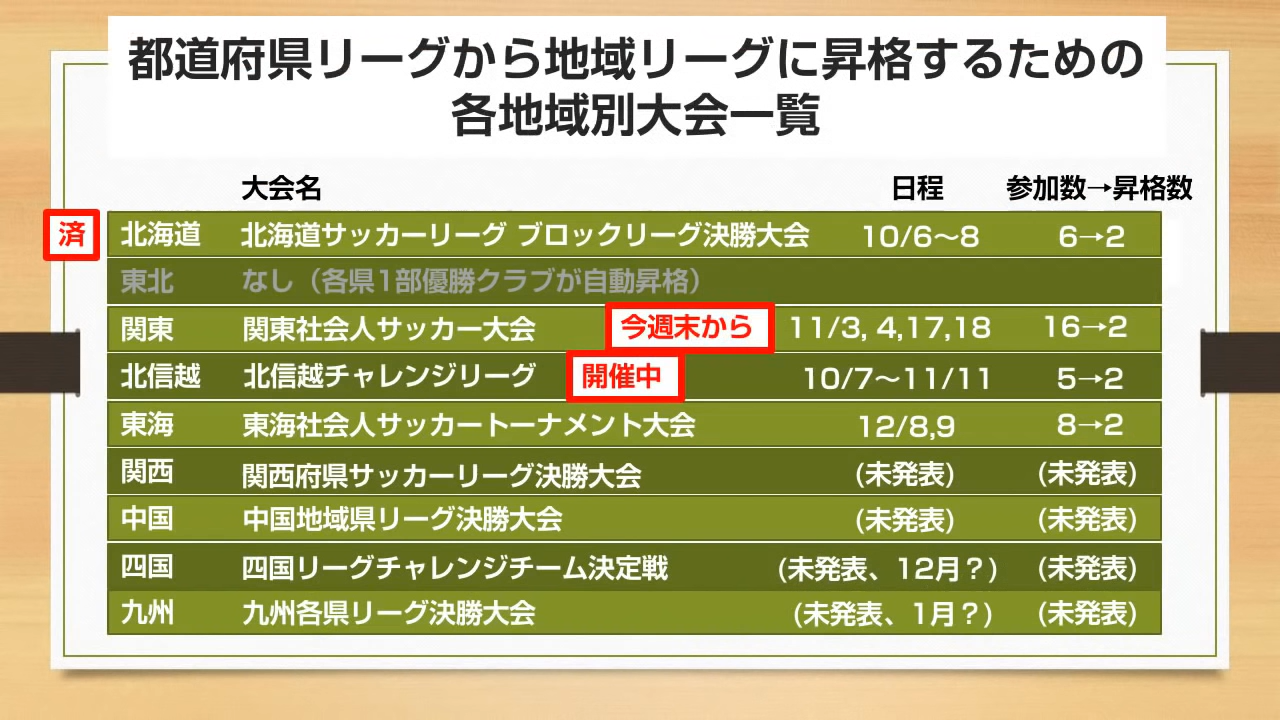 都道府県リーグから地域リーグに昇格するための
各地域別大会一覧
大会名 日程 参加数→昇格数
済 北海道 北海道サッカーリーグ ブロックリーグ決勝大会 10/6〜8 6→2
東北 なし（各県1部優勝クラブが自動昇格）
関東 関東社会人サッカー大会 今週末から 11/3, 4,17,18 16→2
北信越 北信越チャレンジリーグ 開催中 10/7〜11/11 5→2
東海 東海社会人サッカートーナメント大会 12/8,9 8→2
関西 関西府県サッカーリーグ決勝大会 (未発表) (未発表)
中国 中国地域県リーグ決勝大会 (未発表) (未発表)
四国 四国リーグチャレンジチーム決定戦 (未発表、12月？) (未発表)
九州 九州各県リーグ決勝大会 (未発表、1月？) (未発表)